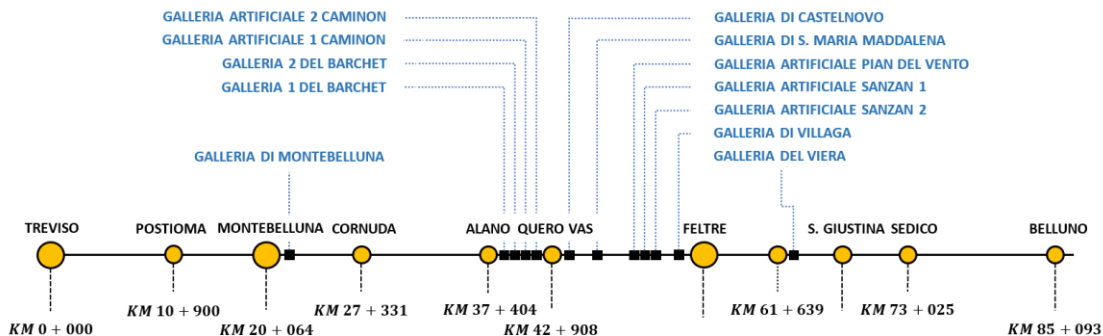 GALLERIA ARTIFICIALE 2 CAMINON
GALLERIA ARTIFICIALE 1 CAMINON
GALLERIA 2 DEL BARCHET
GALLERIA 1 DEL BARCHET
GALLERIA DI MONTEBELLUNA
GALLERIA DI CASTELNOVO
GALLERIA DI S. MARIA MADDALENA
GALLERIA ARTIFICIALE PIAN DEL VENTO
GALLERIA ARTIFICIALE SANZAN 1
GALLERIA ARTIFICIALE SANZAN 2
GALLERIA DI VILLAGA
GALLERIA DEL VIERA
TREVISO POSTIOMA MONTEBELLUNA CORNUDA ALANO QUERO VAS FELTRE S. GIUSTINA SEDICO BELLUNO
KM 10 + 900 KM 27 + 331 KM 37 + 404 KM 61 + 639 KM 73 + 025
KM 0 + 000 KM 20 + 064 KM 42 + 908 KM 85 + 093